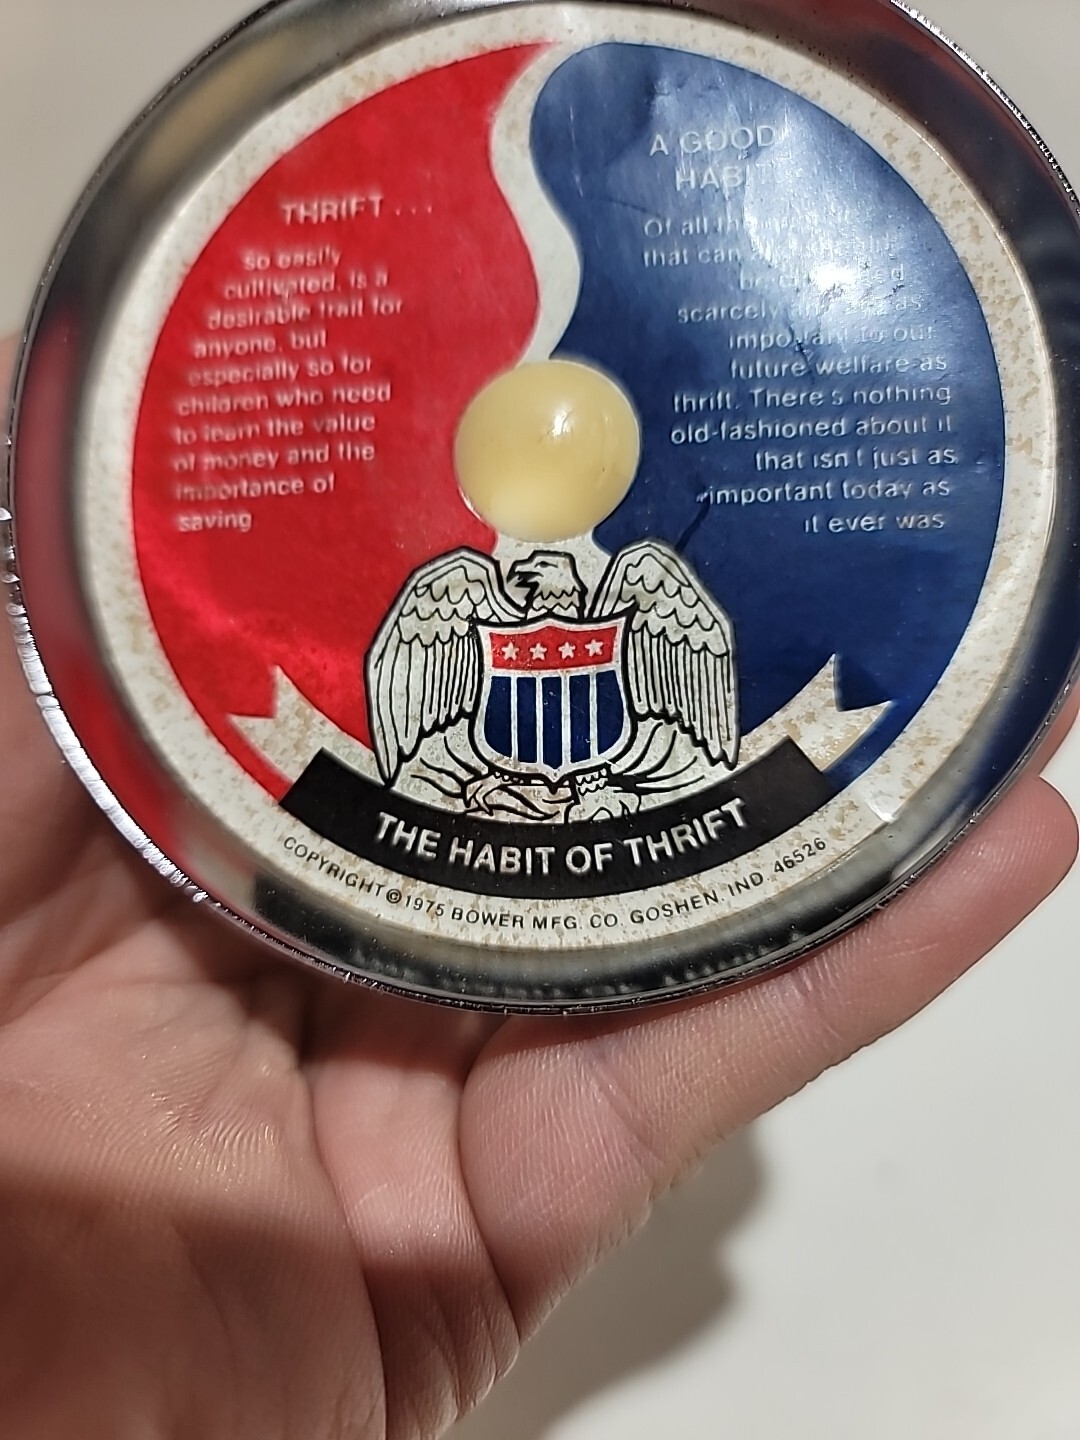 THRIFT . . .
so easily
cultivated, is a
desirable trait for
anyone, but
especially so for
children who need
to learn the value
of money and the
importance of
saving
A GOOD
HABIT
Of all
that can
scarcely
important to our
future welfare as
thrift. There's nothing
old-fashioned about it
that isn't just as
important today as
it ever was
THE HABIT OF THRIFT
COPYRIGHT © 1975 BOWER MFG. CO. GOSHEN, IND. 46526